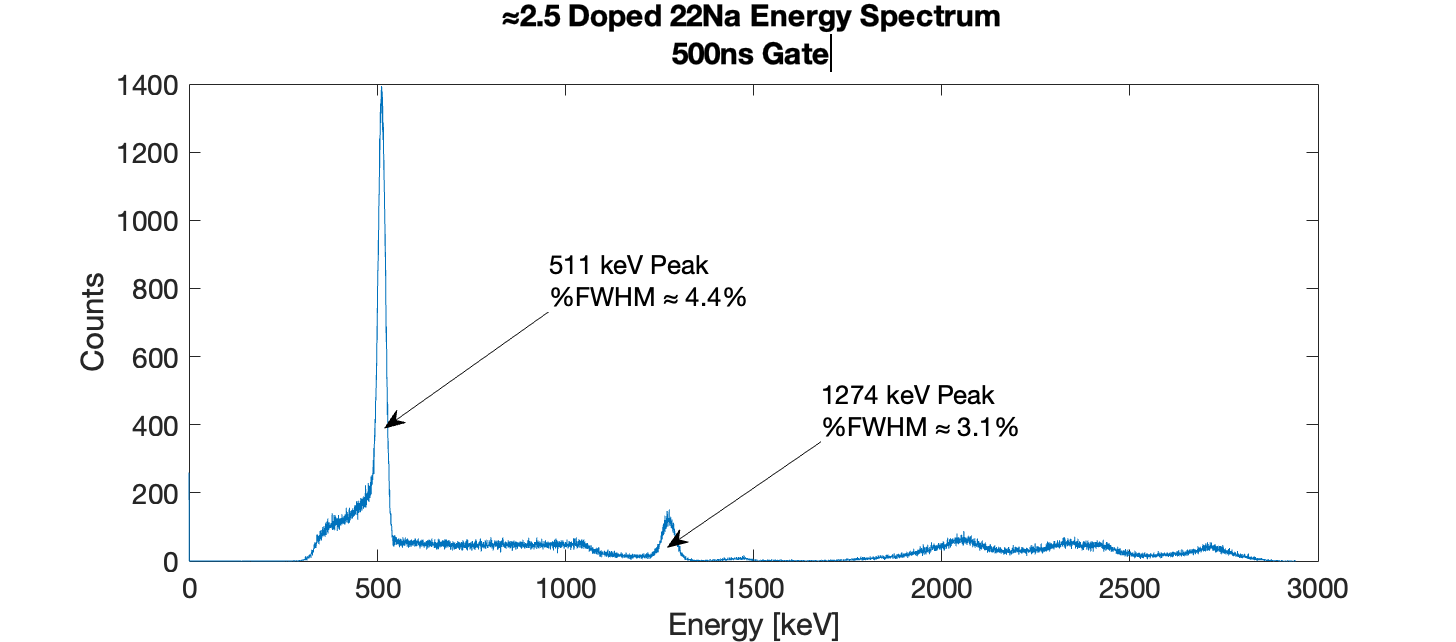 ≈2.5 Doped 22Na Energy Spectrum
500ns Gate
1400
1200
1000
800
600
400
200
0
Counts
511 keV Peak
%FWHM ≈ 4.4%
1274 keV Peak
%FWHM ≈ 3.1%
0 500 1000 1500 2000 2500 3000
Energy [keV]